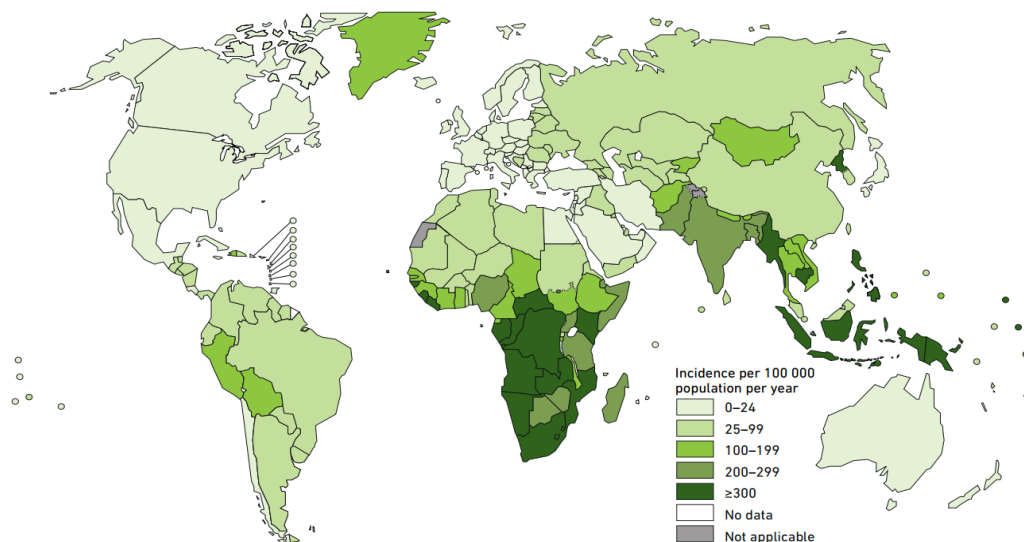 Incidence per 100 000
population per year
0–24
25–99
100–199
200–299
≥300
No data
Not applicable